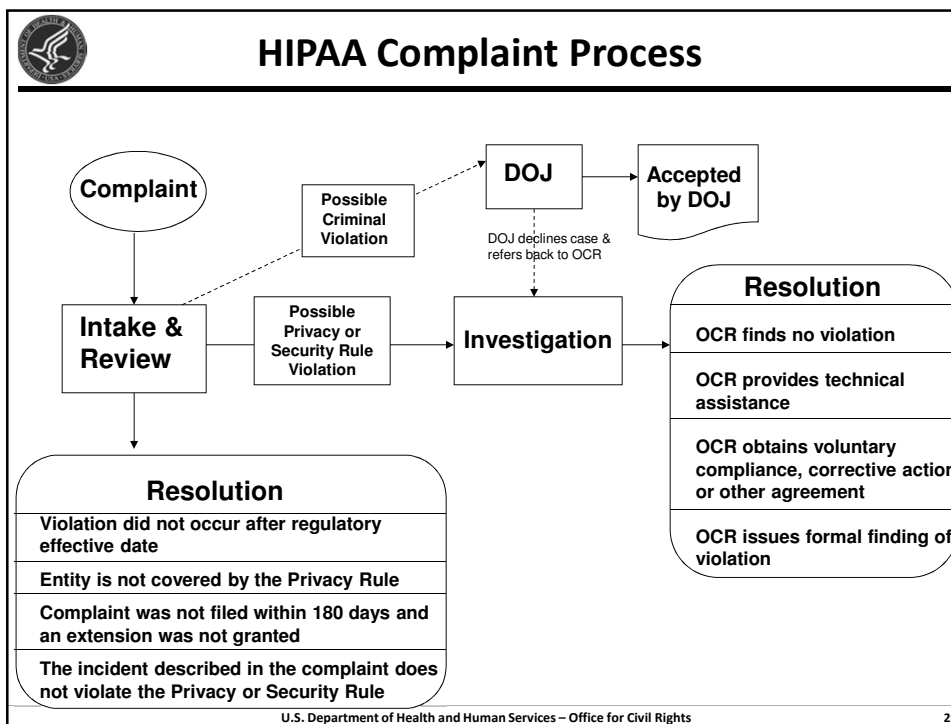 HIPAA Complaint Process
Complaint
Possible
Criminal
Violation
DOJ
Accepted
by DOJ
DOJ declines case &
refers back to OCR
Intake &
Review
Possible
Privacy or
Security Rule
Violation
Investigation
Resolution
OCR finds no violation
OCR provides technical
assistance
OCR obtains voluntary
compliance, corrective action
or other agreement
OCR issues formal finding of
violation
Resolution
Violation did not occur after regulatory
effective date
Entity is not covered by the Privacy Rule
Complaint was not filed within 180 days and
an extension was not granted
The incident described in the complaint does
not violate the Privacy or Security Rule
U.S. Department of Health and Human Services – Office for Civil Rights
2